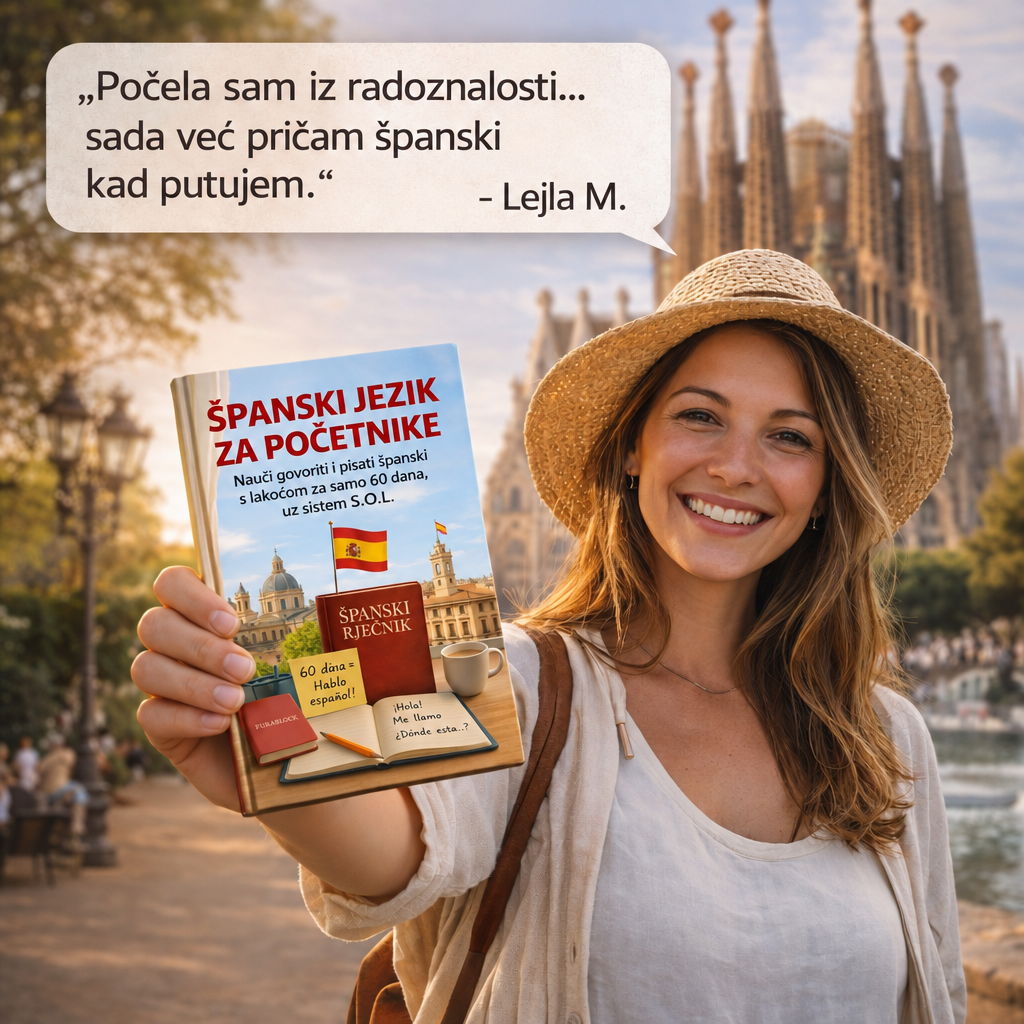 „Počela sam iz radoznalosti...
sada već pričam španski
kad putujem.“
- Lejla M.
ŠPANSKI JEZIK
ZA POČETNIKE
Nauči govoriti i pisati španski
s lakoćom za samo 60 dana,
uz sistem S.O.L.
ŠPANSKI
RJEČNIK
60 dana =
Hablo
español!
¡Hola!
Me llamo
¿Dónde esta..?